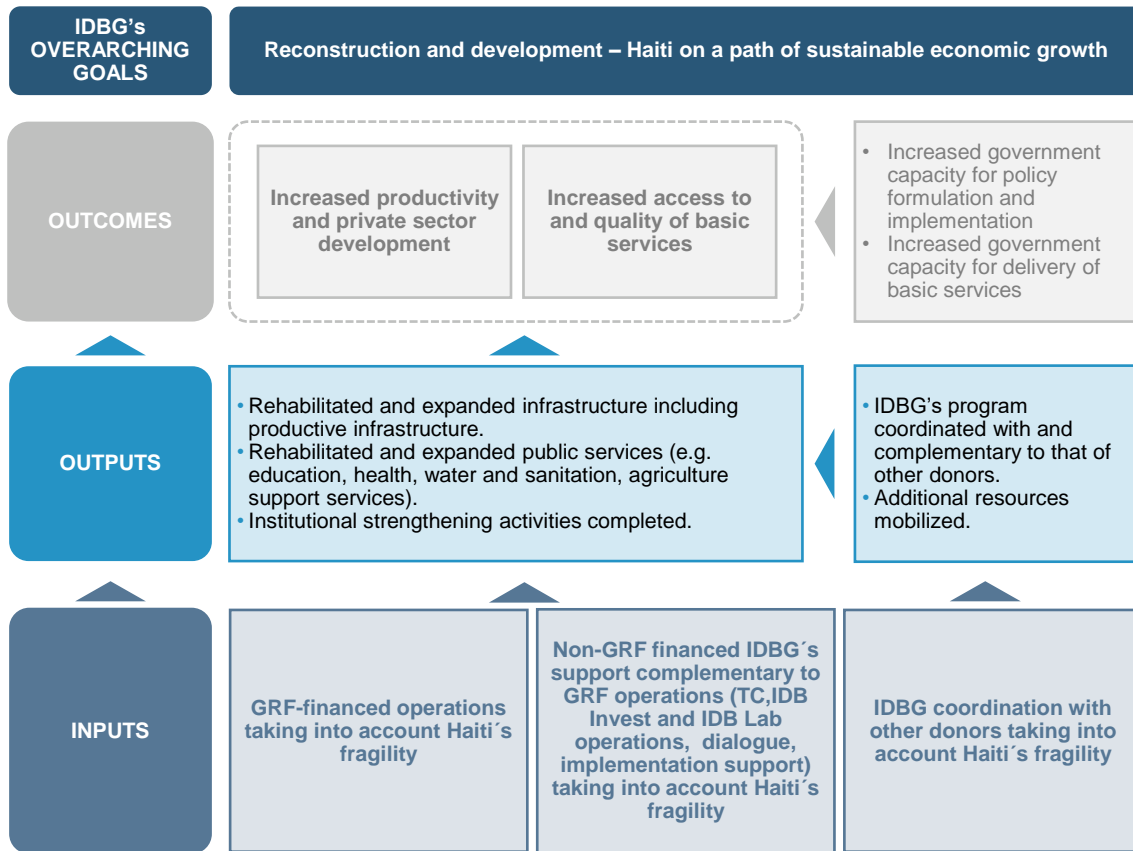 IDBG's
OVERARCHING
GOALS
Reconstruction and development – Haiti on a path of sustainable economic growth
OUTCOMES
Increased productivity
and private sector
development
Increased access to
and quality of basic
services
• Increased government
capacity for policy
formulation and
implementation
• Increased government
capacity for delivery of
basic services
OUTPUTS
• Rehabilitated and expanded infrastructure including
productive infrastructure.
• Rehabilitated and expanded public services (e.g.
education, health, water and sanitation, agriculture
support services).
• Institutional strengthening activities completed.
• IDBG's program
coordinated with and
complementary to that of
other donors.
• Additional resources
mobilized.
INPUTS
GRF-financed operations
taking into account Haiti´s
fragility
Non-GRF financed IDBG´s
support complementary to
GRF operations (TC,IDB
Invest and IDB Lab
operations, dialogue,
implementation support)
taking into account Haiti´s
fragility
IDBG coordination with
other donors taking into
account Haiti´s fragility